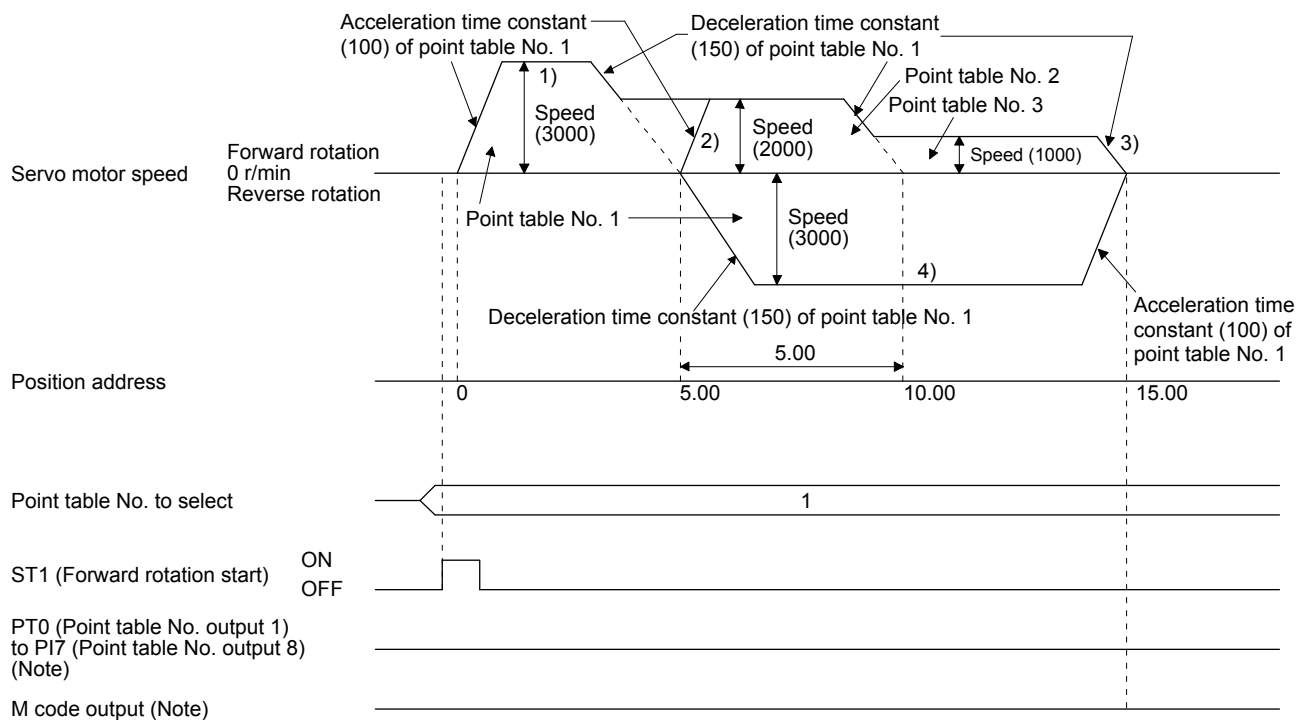 Acceleration time constant
(100) of point table No. 1
Deceleration time constant
(150) of point table No. 1
1)
Point table No. 2
Point table No. 3
Speed
(3000)
2)
Speed
(2000)
Speed (1000)
3)
Servo motor speed
Forward rotation
0 r/min
Reverse rotation
Point table No. 1
Speed
(3000)
4)
Deceleration time constant (150) of point table No. 1
Acceleration time
constant (100) of
point table No. 1
5.00
Position address
0
5.00
10.00
15.00
Point table No. to select
1
ST1 (Forward rotation start)
ON
OFF
PT0 (Point table No. output 1)
to PI7 (Point table No. output 8)
(Note)
M code output (Note)